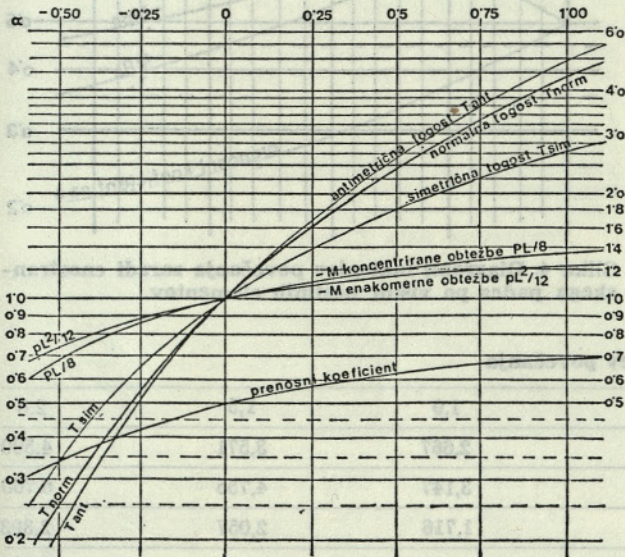 R -0'50 -0'25 0 0'25 0'5 0'75 1'00
6'0
4'0
3'0
2'0
1'8
1'6
1'4
1'2
antimetrična togost Tant
normalna togost Tnorm
simetrična togost Tsim
-M koncentrirane obtežbe PL/8
-M enakomerne obtežbe pL²/12
1'0 1'0
0'9 0'9
0'8 0'8
0'7 0'7
0'6 0'6
0'5 0'5
0'4
0'3
0'2
pL²/12
PL/8
prenosni koeficient
T sim
T norm
T ant